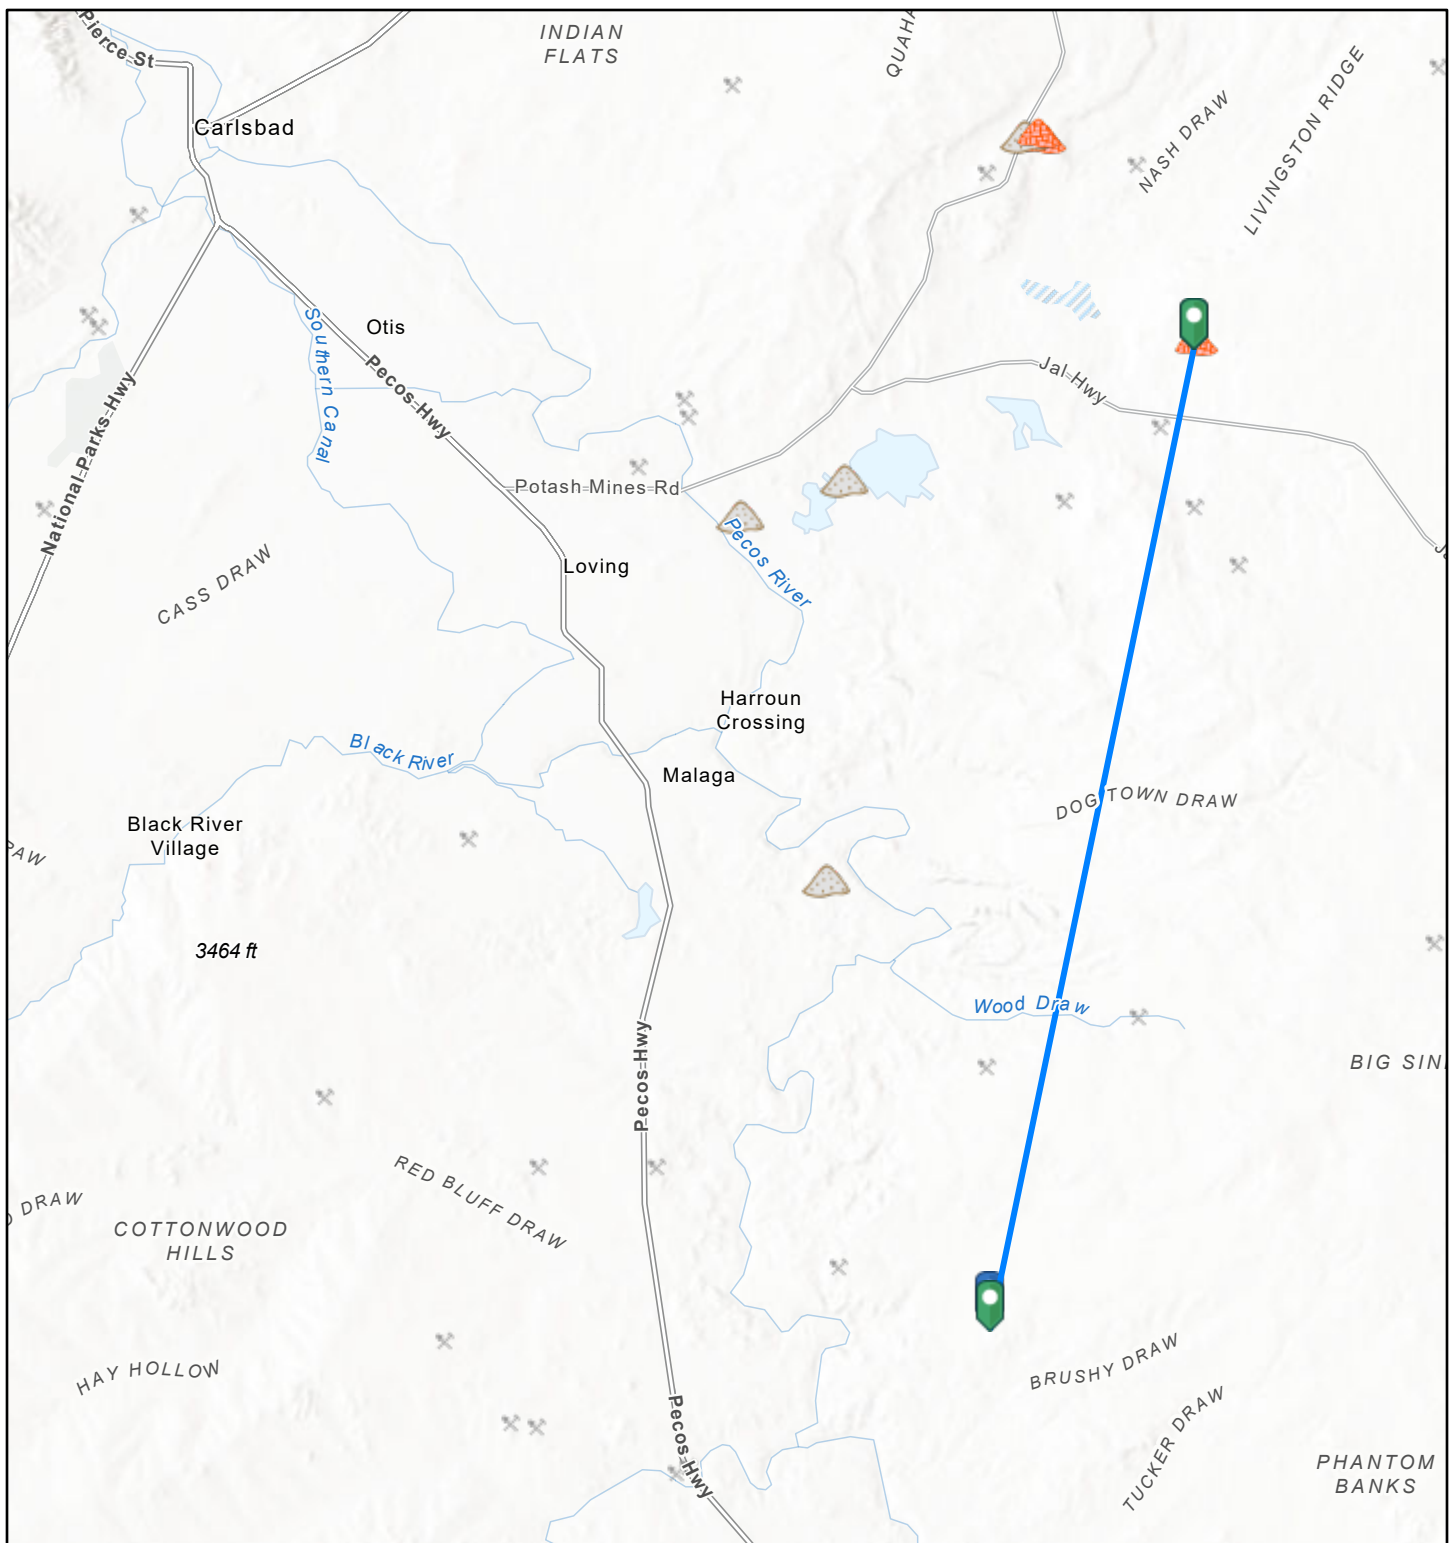 Pierce St
INDIAN
FLATS
QUAH
LIVINGSTON RIDGE
NASH DRAW
Carlsbad
Otis
Southern Canal
Pecos Hwy
National Parks Hwy
Jal Hwy
Potash Mines Rd
Pecos River
CASS DRAW
Loving
Harroun
Crossing
Black River
Malaga
DOG TOWN DRAW
Black River
Village
RAW
3464 ft
Wood Draw
Pecos Hwy
BIG SIN
RED BLUFF DRAW
DRAW
COTTONWOOD
HILLS
HAY HOLLOW
BRUSHY DRAW
Pecos Hwy
TUCKER DRAW
PHANTOM
BANKS